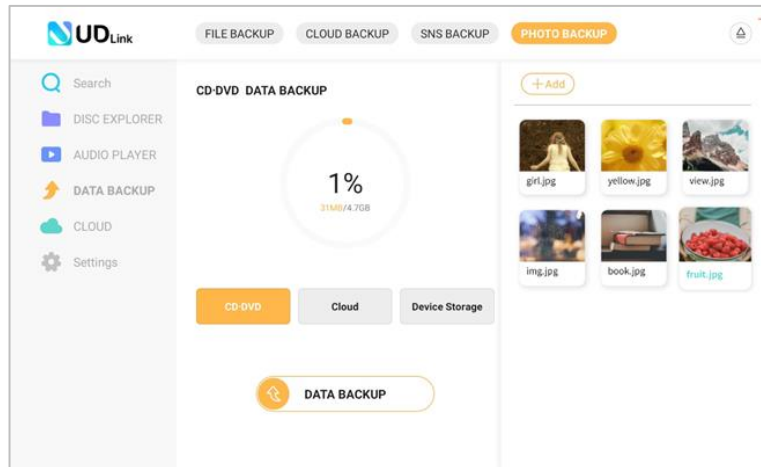 UDLink
FILE BACKUP
CLOUD BACKUP
SNS BACKUP
PHOTO BACKUP
Search
DISC EXPLORER
AUDIO PLAYER
DATA BACKUP
CLOUD
Settings
CD·DVD DATA BACKUP
1%
31MB/4.7GB
CD·DVD
Cloud
Device Storage
DATA BACKUP
+Add
girl.jpg
yellow.jpg
view.jpg
img.jpg
book.jpg
fruit.jpg